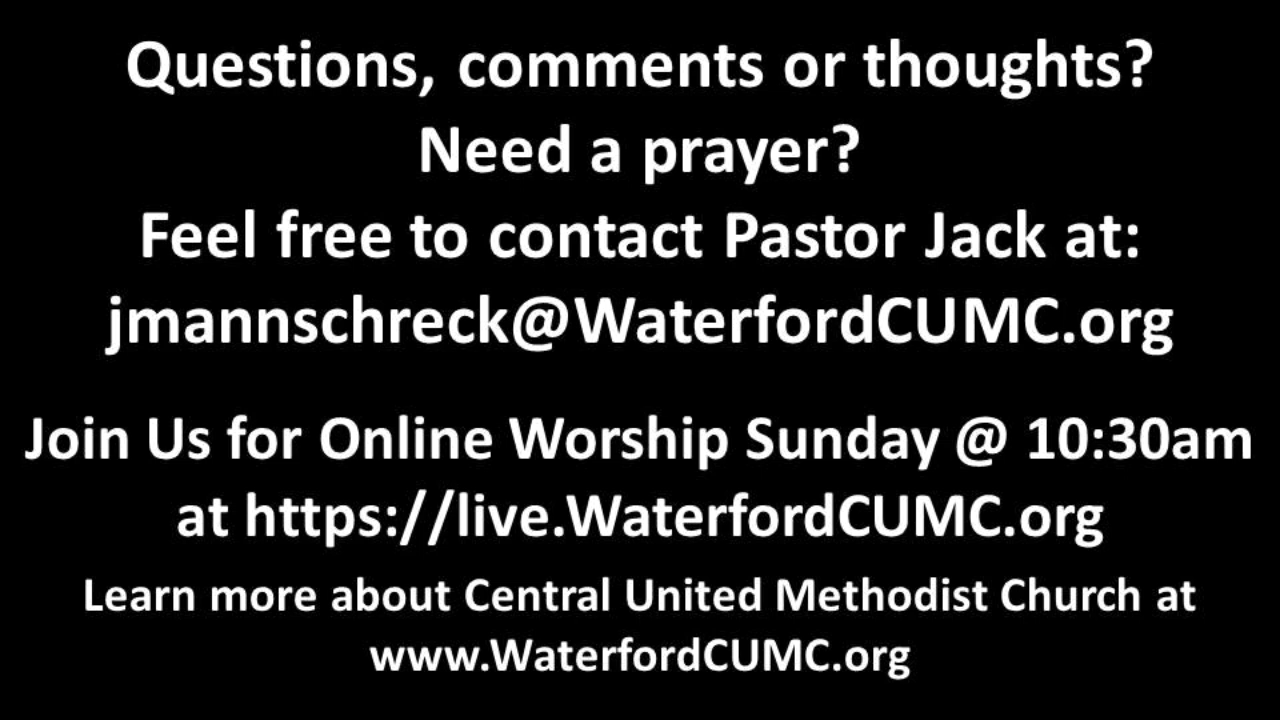 Questions, comments or thoughts?
Need a prayer?
Feel free to contact Pastor Jack at:
jmannschreck@WaterfordCUMC.org
Join Us for Online Worship Sunday @ 10:30am
at https://live.WaterfordCUMC.org
Learn more about Central United Methodist Church at
www.WaterfordCUMC.org